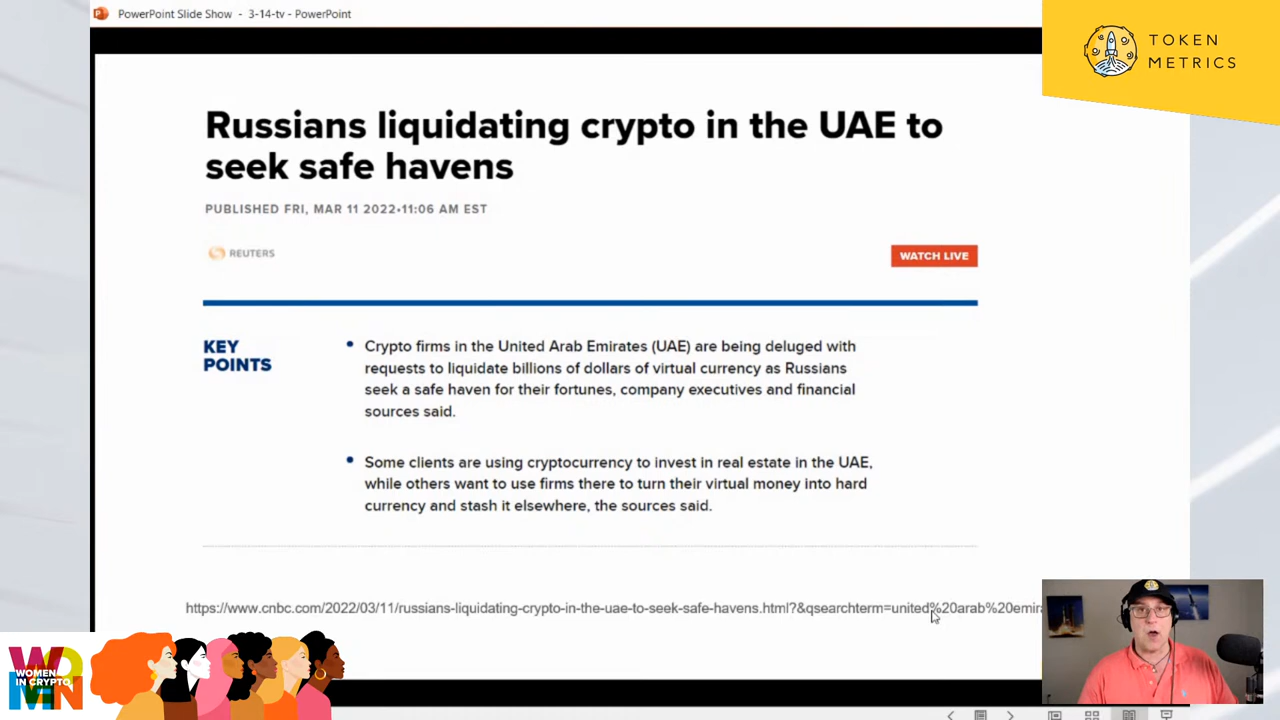 PowerPoint Slide Show - 3-14-tv - PowerPoint
TOKEN
METRICS
Russians liquidating crypto in the UAE to
seek safe havens
PUBLISHED FRI, MAR 11 2022•11:06 AM EST
REUTERS
WATCH LIVE
KEY
POINTS
• Crypto firms in the United Arab Emirates (UAE) are being deluged with
requests to liquidate billions of dollars of virtual currency as Russians
seek a safe haven for their fortunes, company executives and financial
sources said.
• Some clients are using cryptocurrency to invest in real estate in the UAE,
while others want to use firms there to turn their virtual money into hard
currency and stash it elsewhere, the sources said.
https://www.cnbc.com/2022/03/11/russians-liquidating-crypto-in-the-uae-to-seek-safe-havens.html?&qsearchterm=united%20arab%20emira
WOMEN
WOMEN
IN CRYPTO